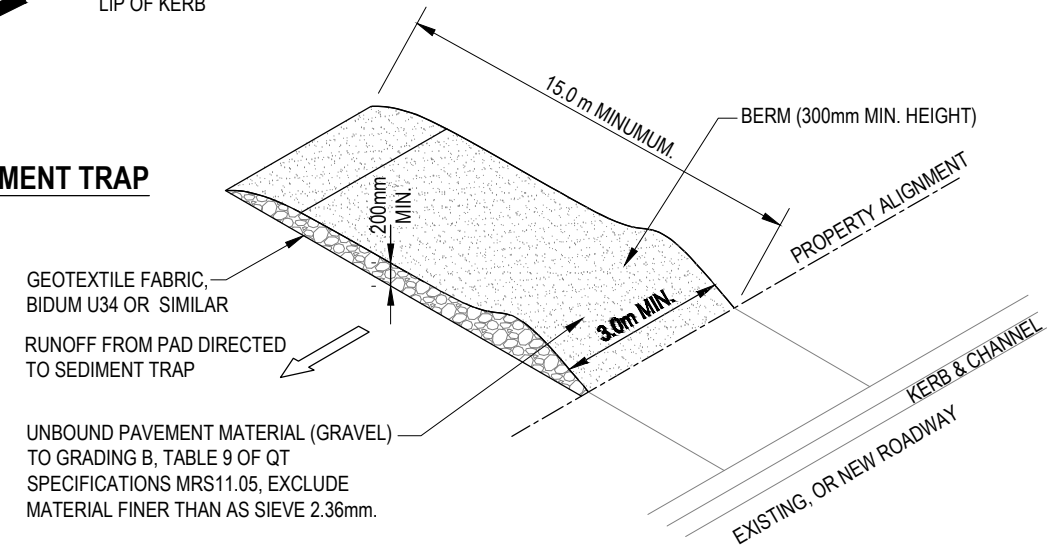 LIP OF KERB
15.0 m MINUMUM.
BERM (300mm MIN. HEIGHT)
MENT TRAP
200mm
MIN.
PROPERTY ALIGNMENT
GEOTEXTILE FABRIC,
BIDUM U34 OR SIMILAR
3.0m MIN.
RUNOFF FROM PAD DIRECTED
TO SEDIMENT TRAP
KERB & CHANNEL
UNBOUND PAVEMENT MATERIAL (GRAVEL)
TO GRADING B, TABLE 9 OF QT
SPECIFICATIONS MRS11.05, EXCLUDE
MATERIAL FINER THAN AS SIEVE 2.36mm.
EXISTING, OR NEW ROADWAY